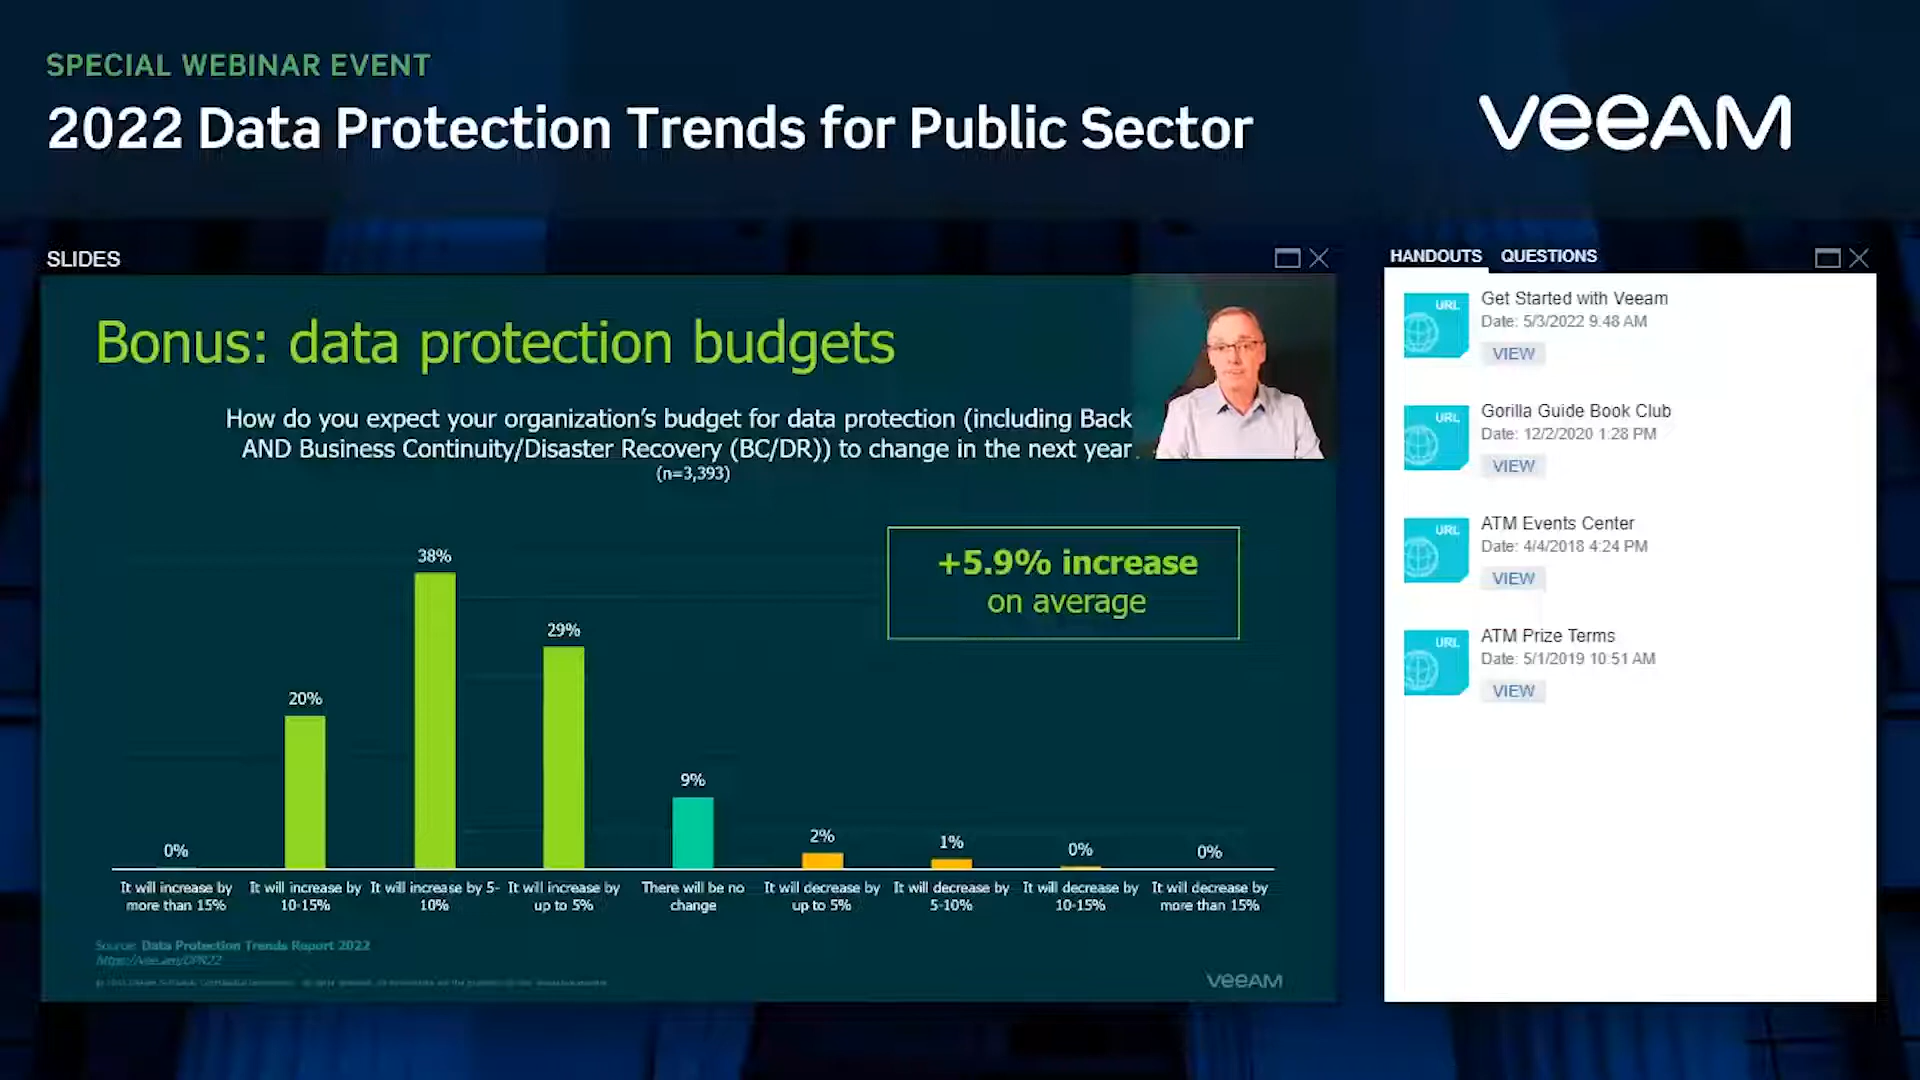 SPECIAL WEBINAR EVENT
2022 Data Protection Trends for Public Sector
veeAM
SLIDES
Bonus: data protection budgets
How do you expect your organization's budget for data protection (including Back
AND Business Continuity/Disaster Recovery (BC/DR)) to change in the next year
(n=3,393)
+5.9% increase
on average
0%
20%
38%
29%
9%
2%
1%
0%
0%
It will increase by
more than 15%
It will increase by
10-15%
It will increase by 5-
10%
It will increase by
up to 5%
There will be no
change
It will decrease by
up to 5%
It will decrease by
5-10%
It will decrease by
10-15%
It will decrease by
more than 15%
Source: Data Protection Trends Report 2022
https://vee.am/DPR22
veeAM
HANDOUTS QUESTIONS
URL
Get Started with Veeam
Date: 5/3/2022 9:48 AM
VIEW
URL
Gorilla Guide Book Club
Date: 12/2/2020 1:28 PM
VIEW
URL
ATM Events Center
Date: 4/4/2018 4:24 PM
VIEW
URL
ATM Prize Terms
Date: 5/1/2019 10:51 AM
VIEW